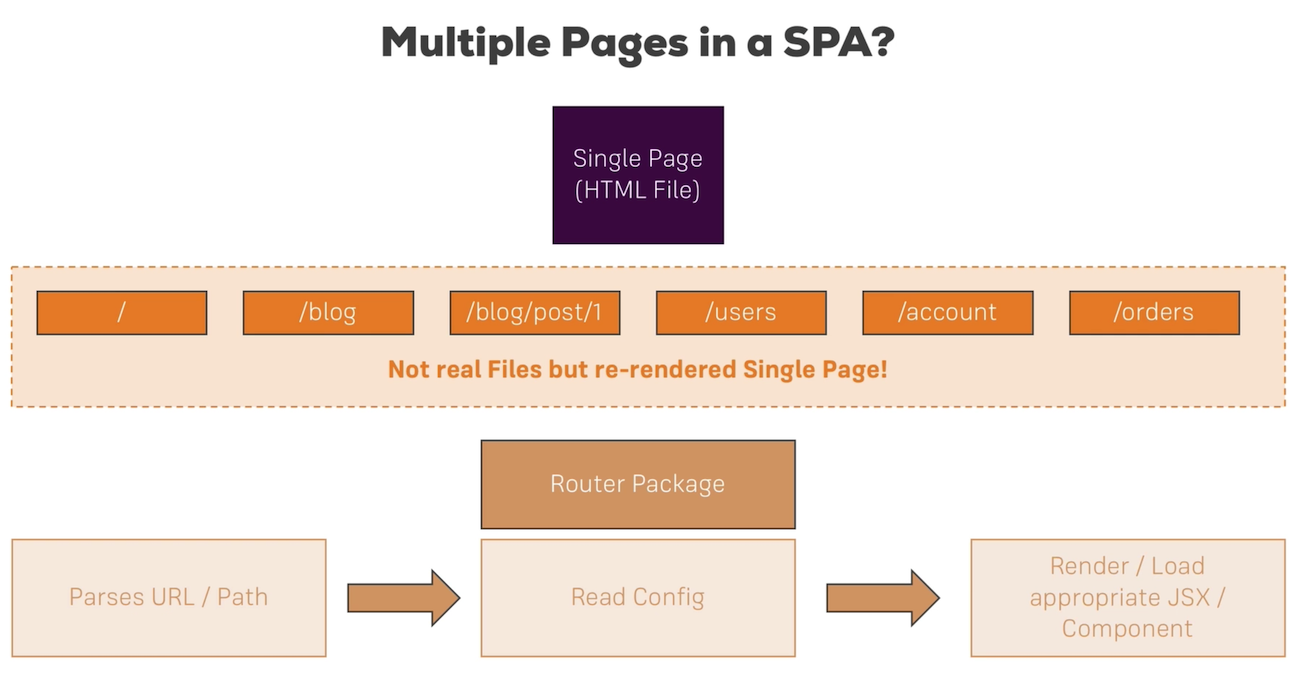 Multiple Pages in a SPA?
Single Page
(HTML File)
/
/blog
/blog/post/1
/users
/account
/orders
Not real Files but re-rendered Single Page!
Router Package
Parses URL / Path
Read Config
Render / Load
appropriate JSX /
Component